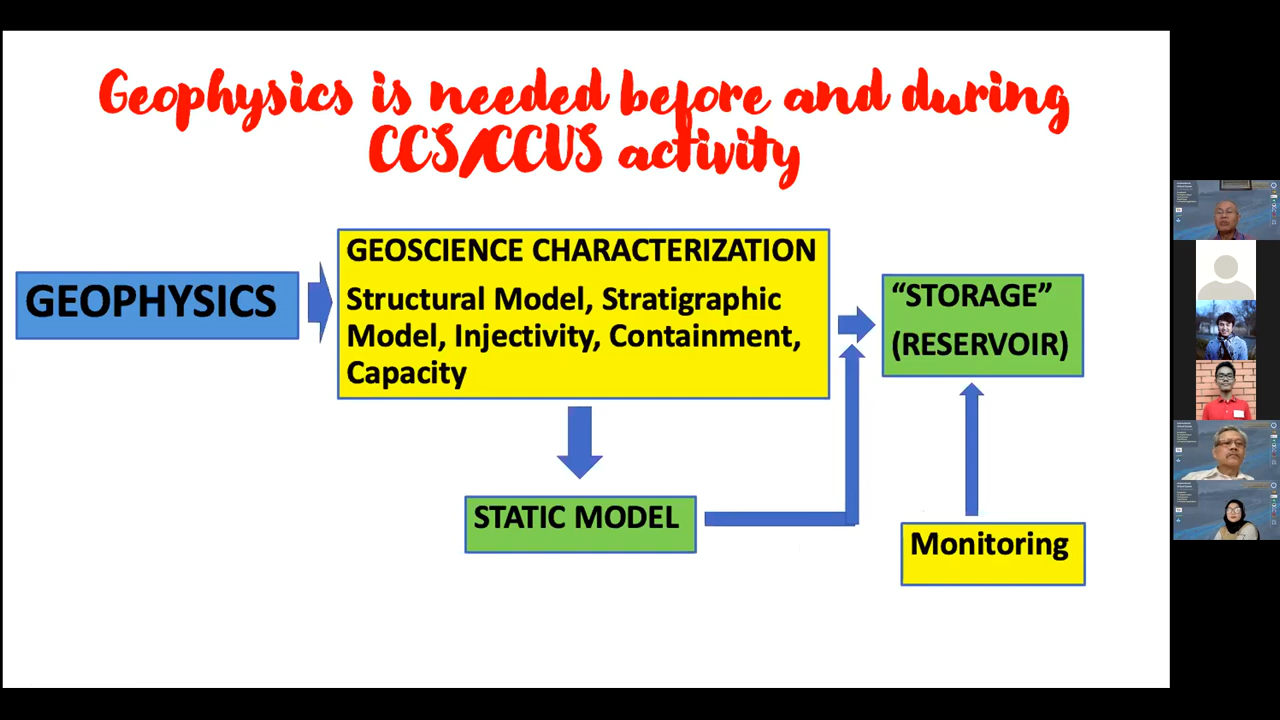 Geophysics is needed before and during
CCS/CCUS activity
GEOPHYSICS
GEOSCIENCE CHARACTERIZATION
Structural Model, Stratigraphic
Model, Injectivity, Containment,
Capacity
“STORAGE”
(RESERVOIR)
STATIC MODEL
Monitoring